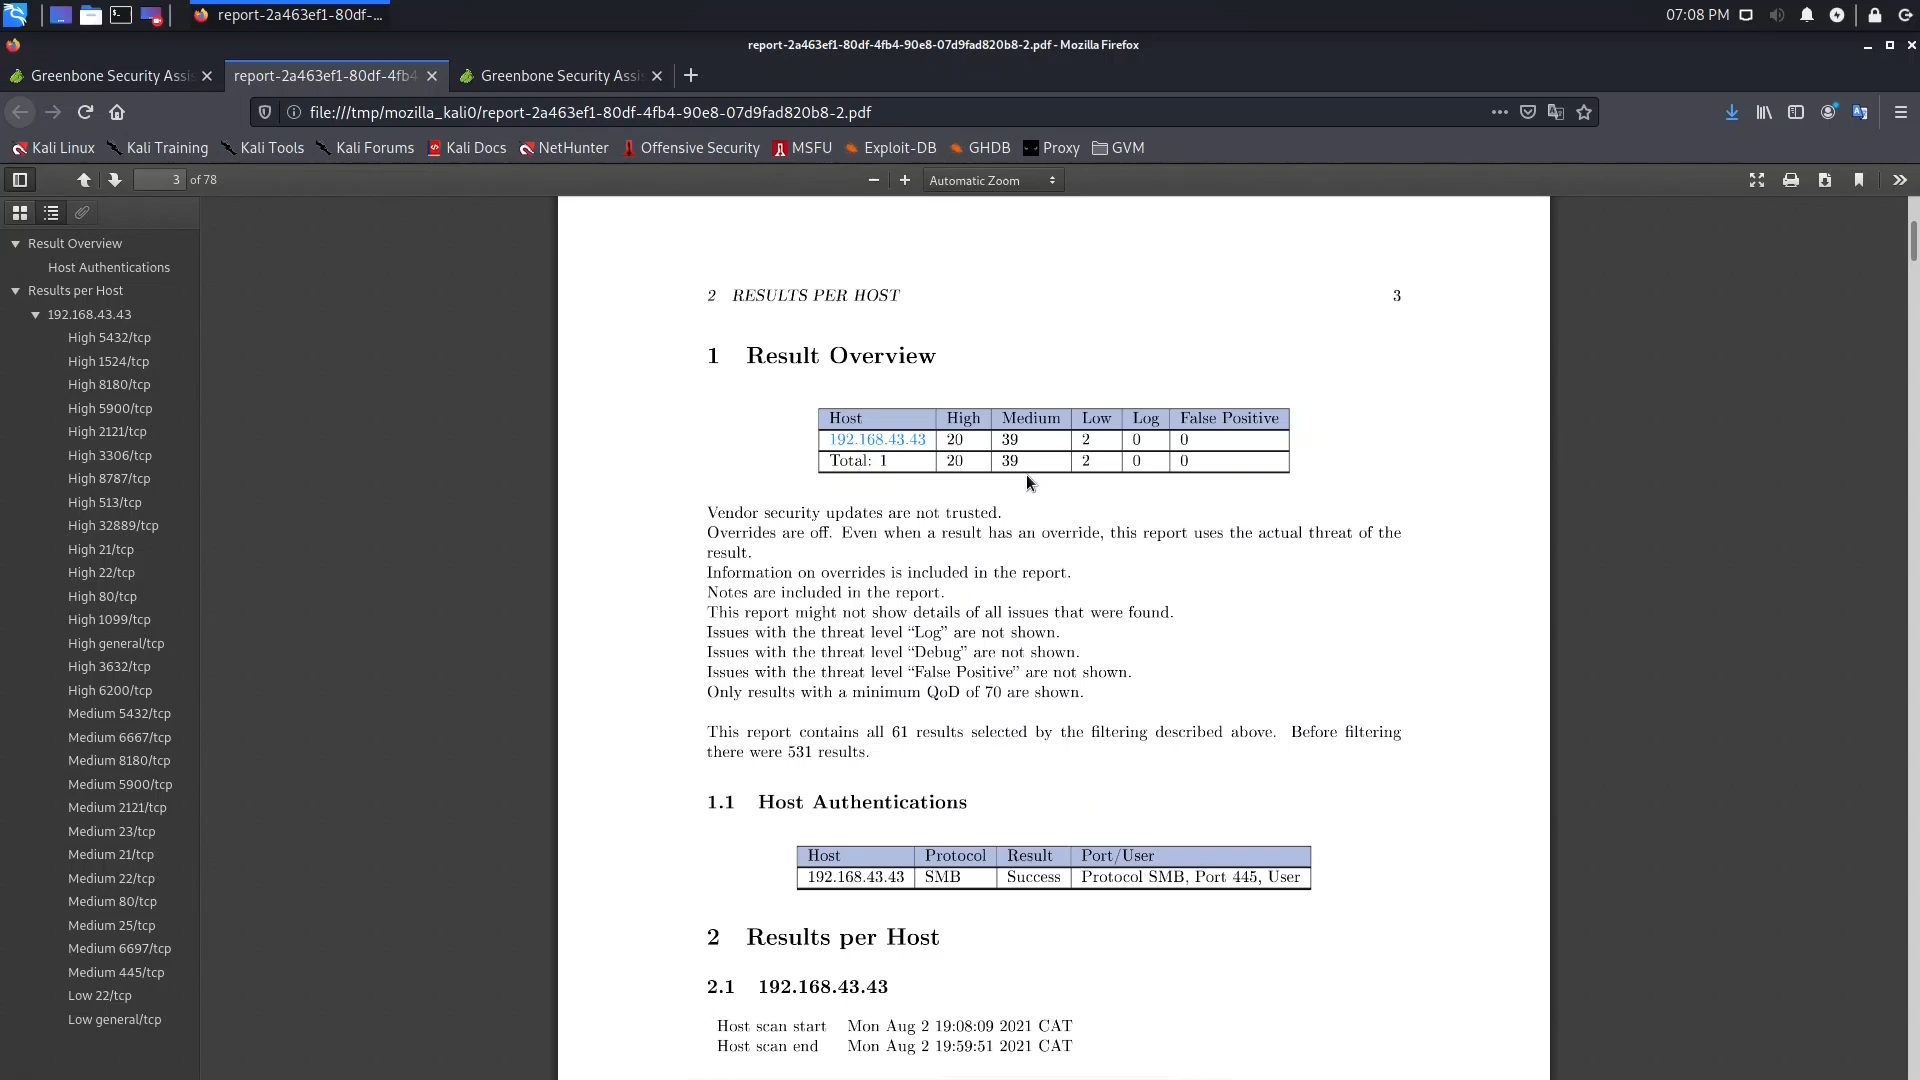 report-2a463ef1-80df-...
07:08 PM
report-2a463ef1-80df-4fb4-90e8-07d9fad820b8-2.pdf - Mozilla Firefox
Greenbone Security Assi
report-2a463ef1-80df-4fb4
Greenbone Security Assi
file:///tmp/mozilla_kali0/report-2a463ef1-80df-4fb4-90e8-07d9fad820b8-2.pdf
Kali Linux Kali Training Kali Tools Kali Forums Kali Docs NetHunter Offensive Security MSFU Exploit-DB GHDB Proxy GVM
3 of 78
Automatic Zoom
Result Overview
Host Authentications
Results per Host
192.168.43.43
High 5432/tcp
High 1524/tcp
High 8180/tcp
High 5900/tcp
High 2121/tcp
High 3306/tcp
High 8787/tcp
High 513/tcp
High 32889/tcp
High 21/tcp
High 22/tcp
High 80/tcp
High 1099/tcp
High general/tcp
High 3632/tcp
High 6200/tcp
Medium 5432/tcp
Medium 6667/tcp
Medium 8180/tcp
Medium 5900/tcp
Medium 2121/tcp
Medium 23/tcp
Medium 21/tcp
Medium 22/tcp
Medium 80/tcp
Medium 25/tcp
Medium 6697/tcp
Medium 445/tcp
Low 22/tcp
Low general/tcp
2 RESULTS PER HOST 3
1 Result Overview
Host High Medium Low Log False Positive
192.168.43.43 20 39 2 0 0
Total: 1 20 39 2 0 0
Vendor security updates are not trusted.
Overrides are off. Even when a result has an override, this report uses the actual threat of the
result.
Information on overrides is included in the report.
Notes are included in the report.
This report might not show details of all issues that were found.
Issues with the threat level “Log” are not shown.
Issues with the threat level “Debug” are not shown.
Issues with the threat level “False Positive” are not shown.
Only results with a minimum QoD of 70 are shown.
This report contains all 61 results selected by the filtering described above. Before filtering
there were 531 results.
1.1 Host Authentications
Host Protocol Result Port/User
192.168.43.43 SMB Success Protocol SMB, Port 445, User
2 Results per Host
2.1 192.168.43.43
Host scan start Mon Aug 2 19:08:09 2021 CAT
Host scan end Mon Aug 2 19:59:51 2021 CAT